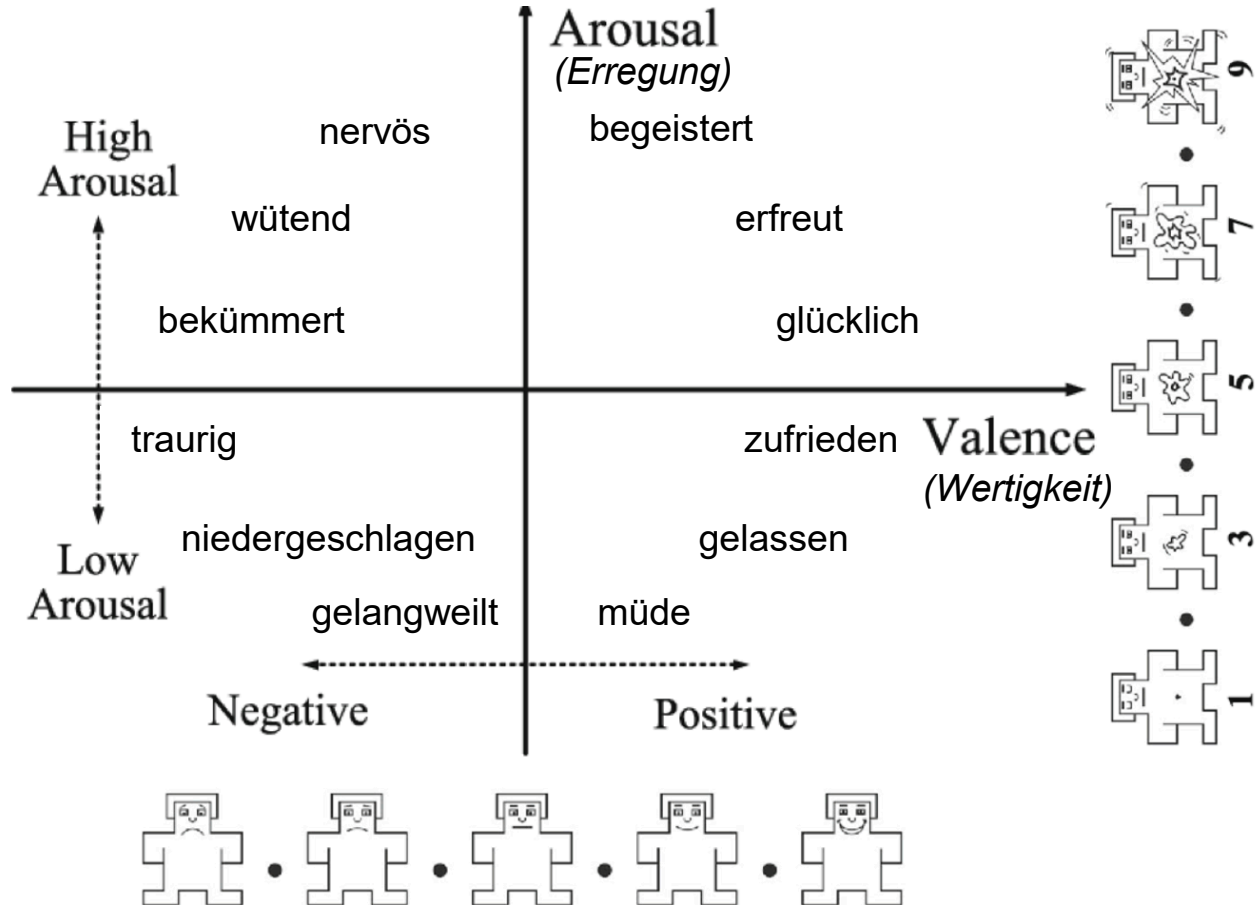 Arousal
(Erregung)
High
Arousal
nervös
begeistert
wütend
erfreut
bekümmert
glücklich
traurig
zufrieden
Valence
(Wertigkeit)
niedergeschlagen
gelassen
Low
Arousal
gelangweilt
müde
Negative
Positive
9
7
5
3
1